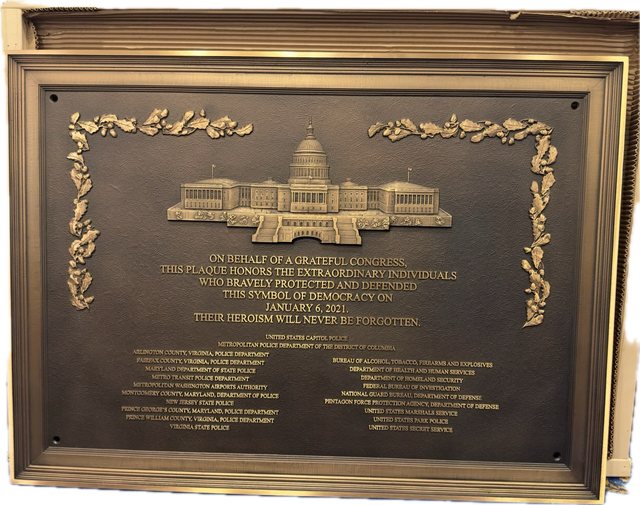 ON BEHALF OF A GRATEFUL CONGRESS,
THIS PLAQUE HONORS THE EXTRAORDINARY INDIVIDUALS
WHO BRAVELY PROTECTED AND DEFENDED
THIS SYMBOL OF DEMOCRACY ON
JANUARY 6, 2021.
THEIR HEROISM WILL NEVER BE FORGOTTEN.
UNITED STATES CAPITOL POLICE
METROPOLITAN POLICE DEPARTMENT OF THE DISTRICT OF COLUMBIA
ARLINGTON COUNTY, VIRGINIA, POLICE DEPARTMENT
FAIRFAX COUNTY, VIRGINIA, POLICE DEPARTMENT
MARYLAND DEPARTMENT OF STATE POLICE
METRO TRANSIT POLICE DEPARTMENT
METROPOLITAN WASHINGTON AIRPORTS AUTHORITY
MONTGOMERY COUNTY, MARYLAND, DEPARTMENT OF POLICE
NEW JERSEY STATE POLICE
PRINCE GEORGE'S COUNTY, MARYLAND, POLICE DEPARTMENT
PRINCE WILLIAM COUNTY, VIRGINIA, POLICE DEPARTMENT
VIRGINIA STATE POLICE
BUREAU OF ALCOHOL, TOBACCO, FIREARMS AND EXPLOSIVES
DEPARTMENT OF HEALTH AND HUMAN SERVICES
DEPARTMENT OF HOMELAND SECURITY
FEDERAL BUREAU OF INVESTIGATION
NATIONAL GUARD BUREAU, DEPARTMENT OF DEFENSE
PENTAGON FORCE PROTECTION AGENCY, DEPARTMENT OF DEFENSE
UNITED STATES MARSHALS SERVICE
UNITED STATES PARK POLICE
UNITED STATES SECRET SERVICE